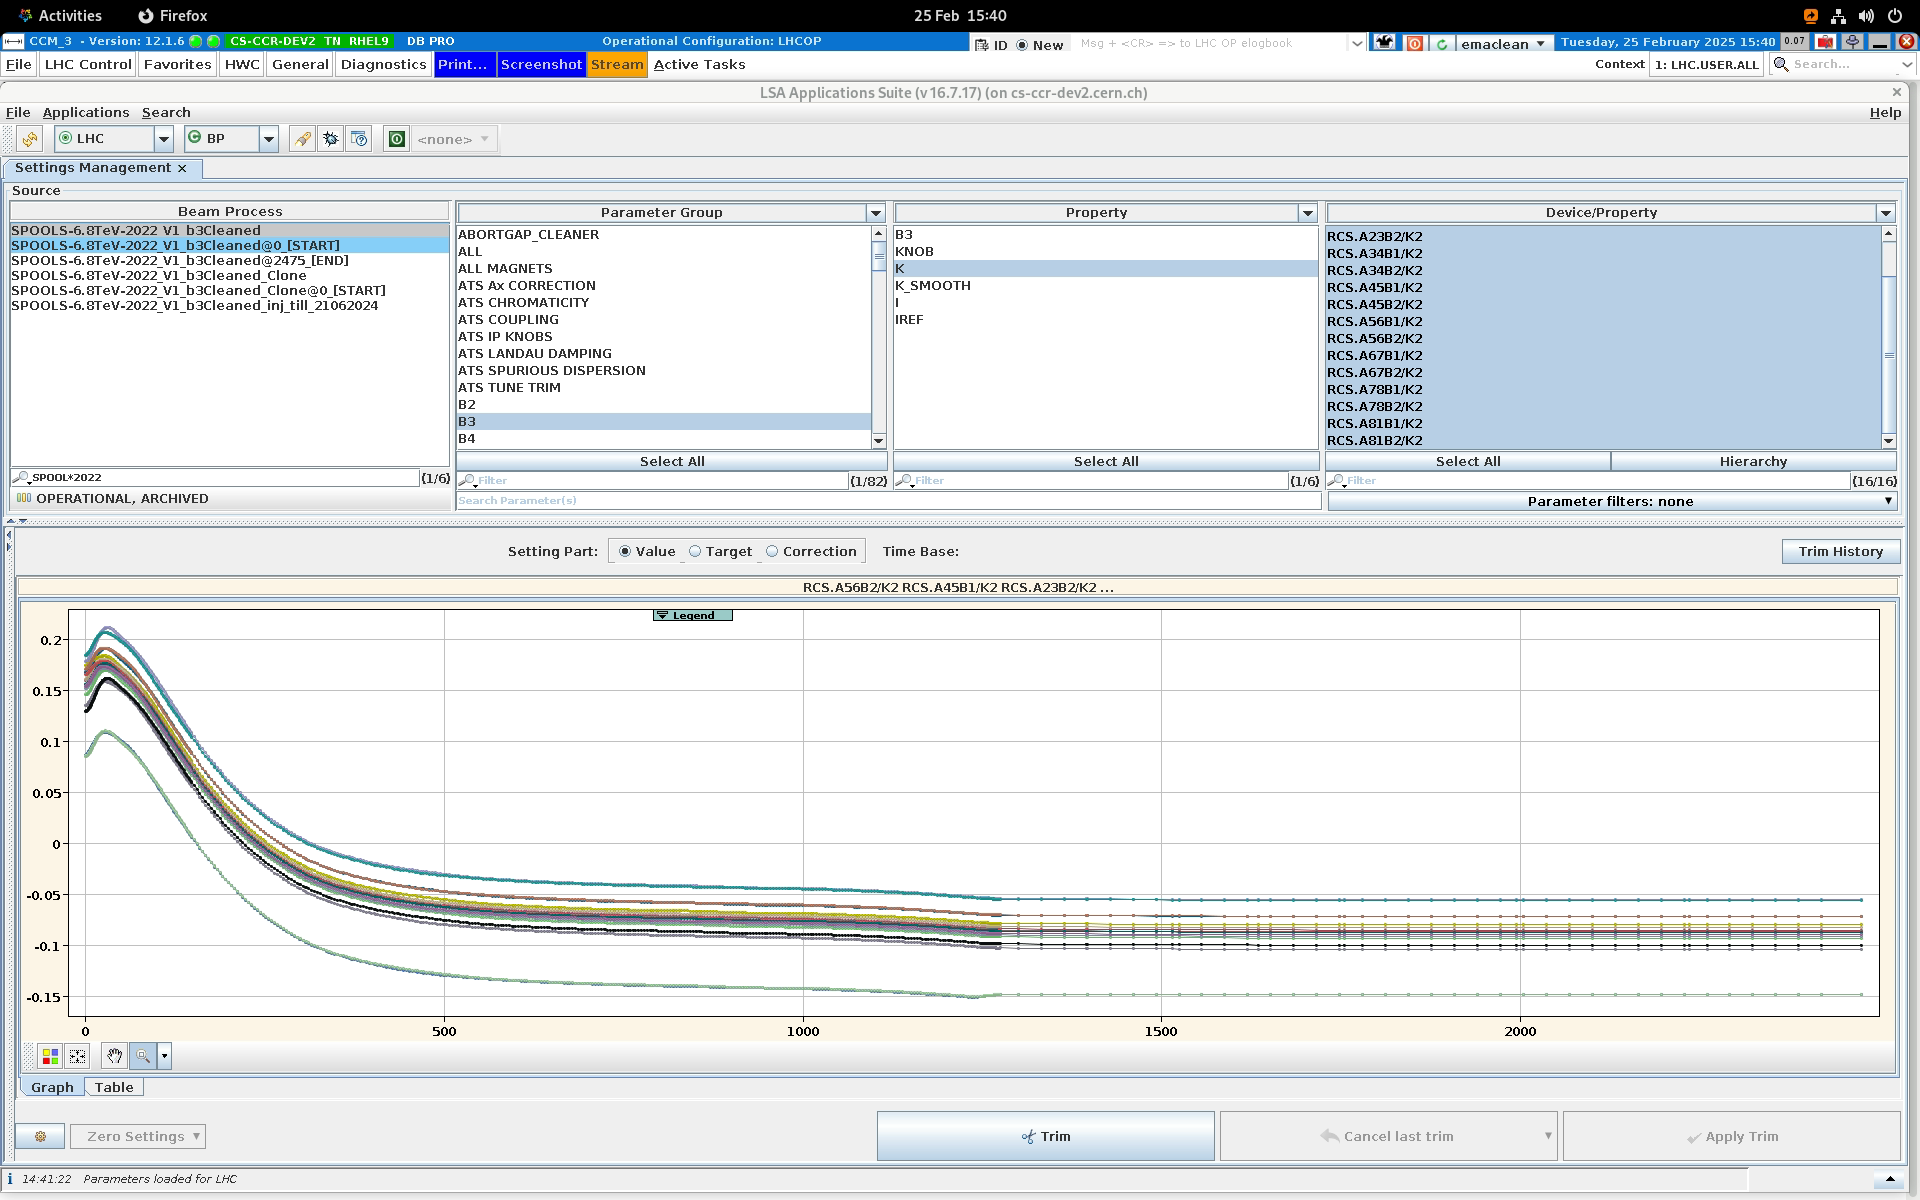 Activities Firefox 25 Feb 15:40
CCM_3 - Version: 12.1.6 CS-CCR-DEV2 TN RHEL9 DB PRO Operational Configuration: LHCOP ID New Msg + <CR> => to LHC OP elogbook emaclean Tuesday, 25 February 2025 15:40 0.07
File LHC Control Favorites HWC General Diagnostics Print... Screenshot Stream Active Tasks Context 1: LHC.USER.ALL Search...
LSA Applications Suite (v 16.7.17) (on cs-ccr-dev2.cern.ch)
File Applications Search Help
LHC BP <none>
Settings Management
Source
Beam Process
SPOOLS-6.8TeV-2022_V1_b3Cleaned
SPOOLS-6.8TeV-2022_V1_b3Cleaned@0_[START]
SPOOLS-6.8TeV-2022_V1_b3Cleaned@2475_[END]
SPOOLS-6.8TeV-2022_V1_b3Cleaned_Clone
SPOOLS-6.8TeV-2022_V1_b3Cleaned_Clone@0_[START]
SPOOLS-6.8TeV-2022_V1_b3Cleaned_inj_till_21062024
SPOOL*2022 (1/6)
OPERATIONAL, ARCHIVED
Parameter Group
ABORTGAP_CLEANER
ALL
ALL MAGNETS
ATS Ax CORRECTION
ATS CHROMATICITY
ATS COUPLING
ATS IP KNOBS
ATS LANDAU DAMPING
ATS SPURIOUS DISPERSION
ATS TUNE TRIM
B2
B3
B4
Select All
Filter (1/82)
Search Parameter(s)
Property
B3
KNOB
K
K_SMOOTH
I
IREF
Select All
Filter (1/6)
Device/Property
RCS.A23B2/K2
RCS.A34B1/K2
RCS.A34B2/K2
RCS.A45B1/K2
RCS.A45B2/K2
RCS.A56B1/K2
RCS.A56B2/K2
RCS.A67B1/K2
RCS.A67B2/K2
RCS.A78B1/K2
RCS.A78B2/K2
RCS.A81B1/K2
RCS.A81B2/K2
Select All Hierarchy
Filter (16/16)
Parameter filters: none
Setting Part: Value Target Correction Time Base: Trim History
RCS.A56B2/K2 RCS.A45B1/K2 RCS.A23B2/K2 ...
Legend
0.2
0.15
0.1
0.05
0
-0.05
-0.1
-0.15
0 500 1000 1500 2000
Graph Table
Zero Settings Trim Cancel last trim Apply Trim
14:41:22 Parameters loaded for LHC